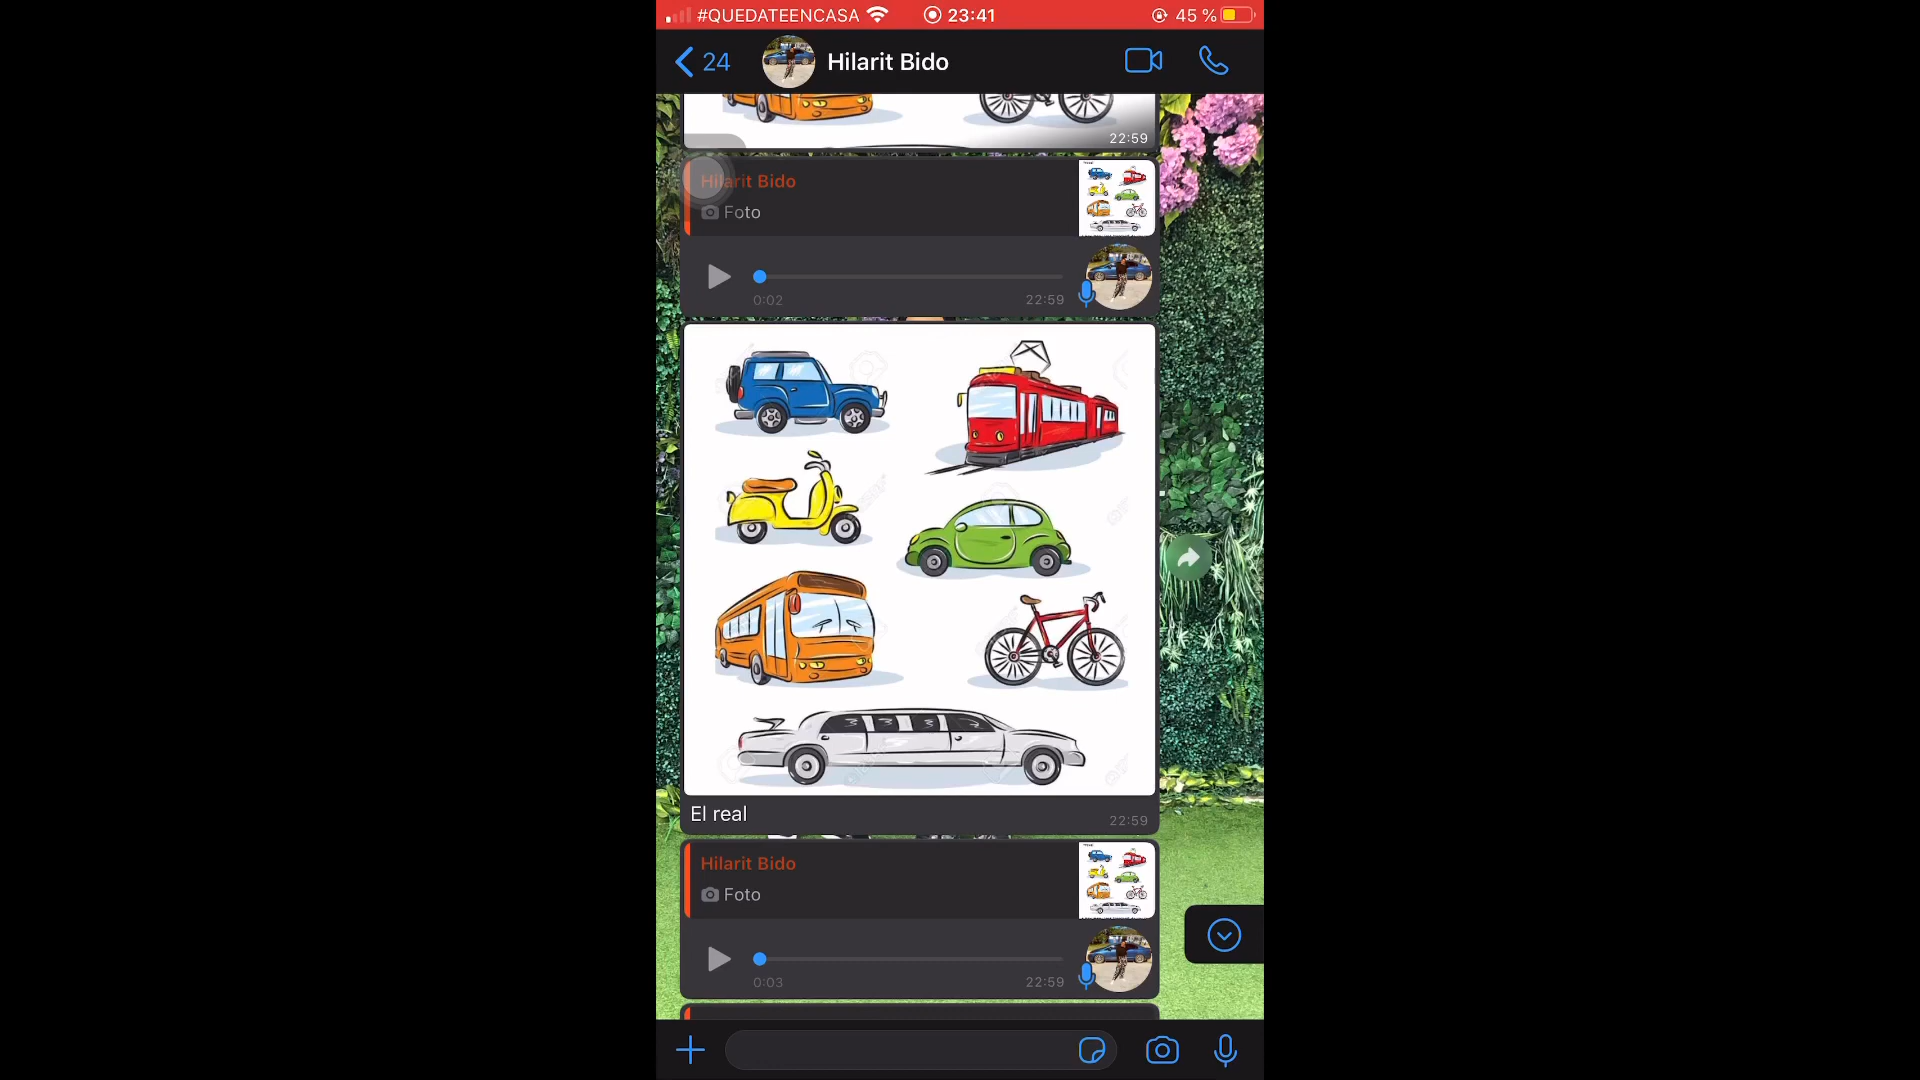 #QUEDATEENCASA 23:41 45 %
24 Hilarit Bido
22:59
Hilarit Bido
Foto
0:02 22:59
El real
22:59
Hilarit Bido
Foto
0:03 22:59